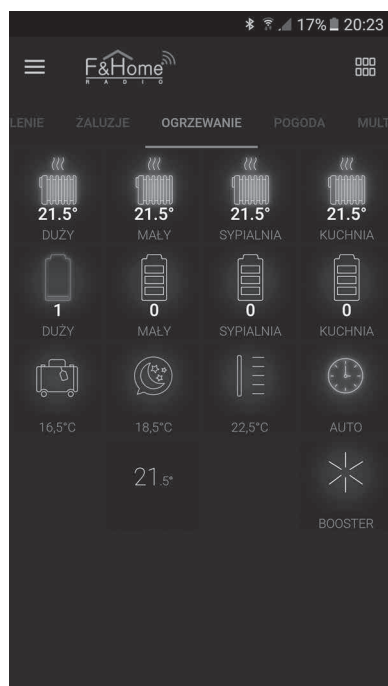 17% 20:23
F&Home
RADIO
LENIE ŻALUZJE OGRZEWANIE POGODA MULT
21.5° 21.5° 21.5° 21.5°
DUŻY MAŁY SYPIALNIA KUCHNIA
1 0 0 0
DUŻY MAŁY SYPIALNIA KUCHNIA
16,5°C 18,5°C 22,5°C AUTO
21.5°
BOOSTER